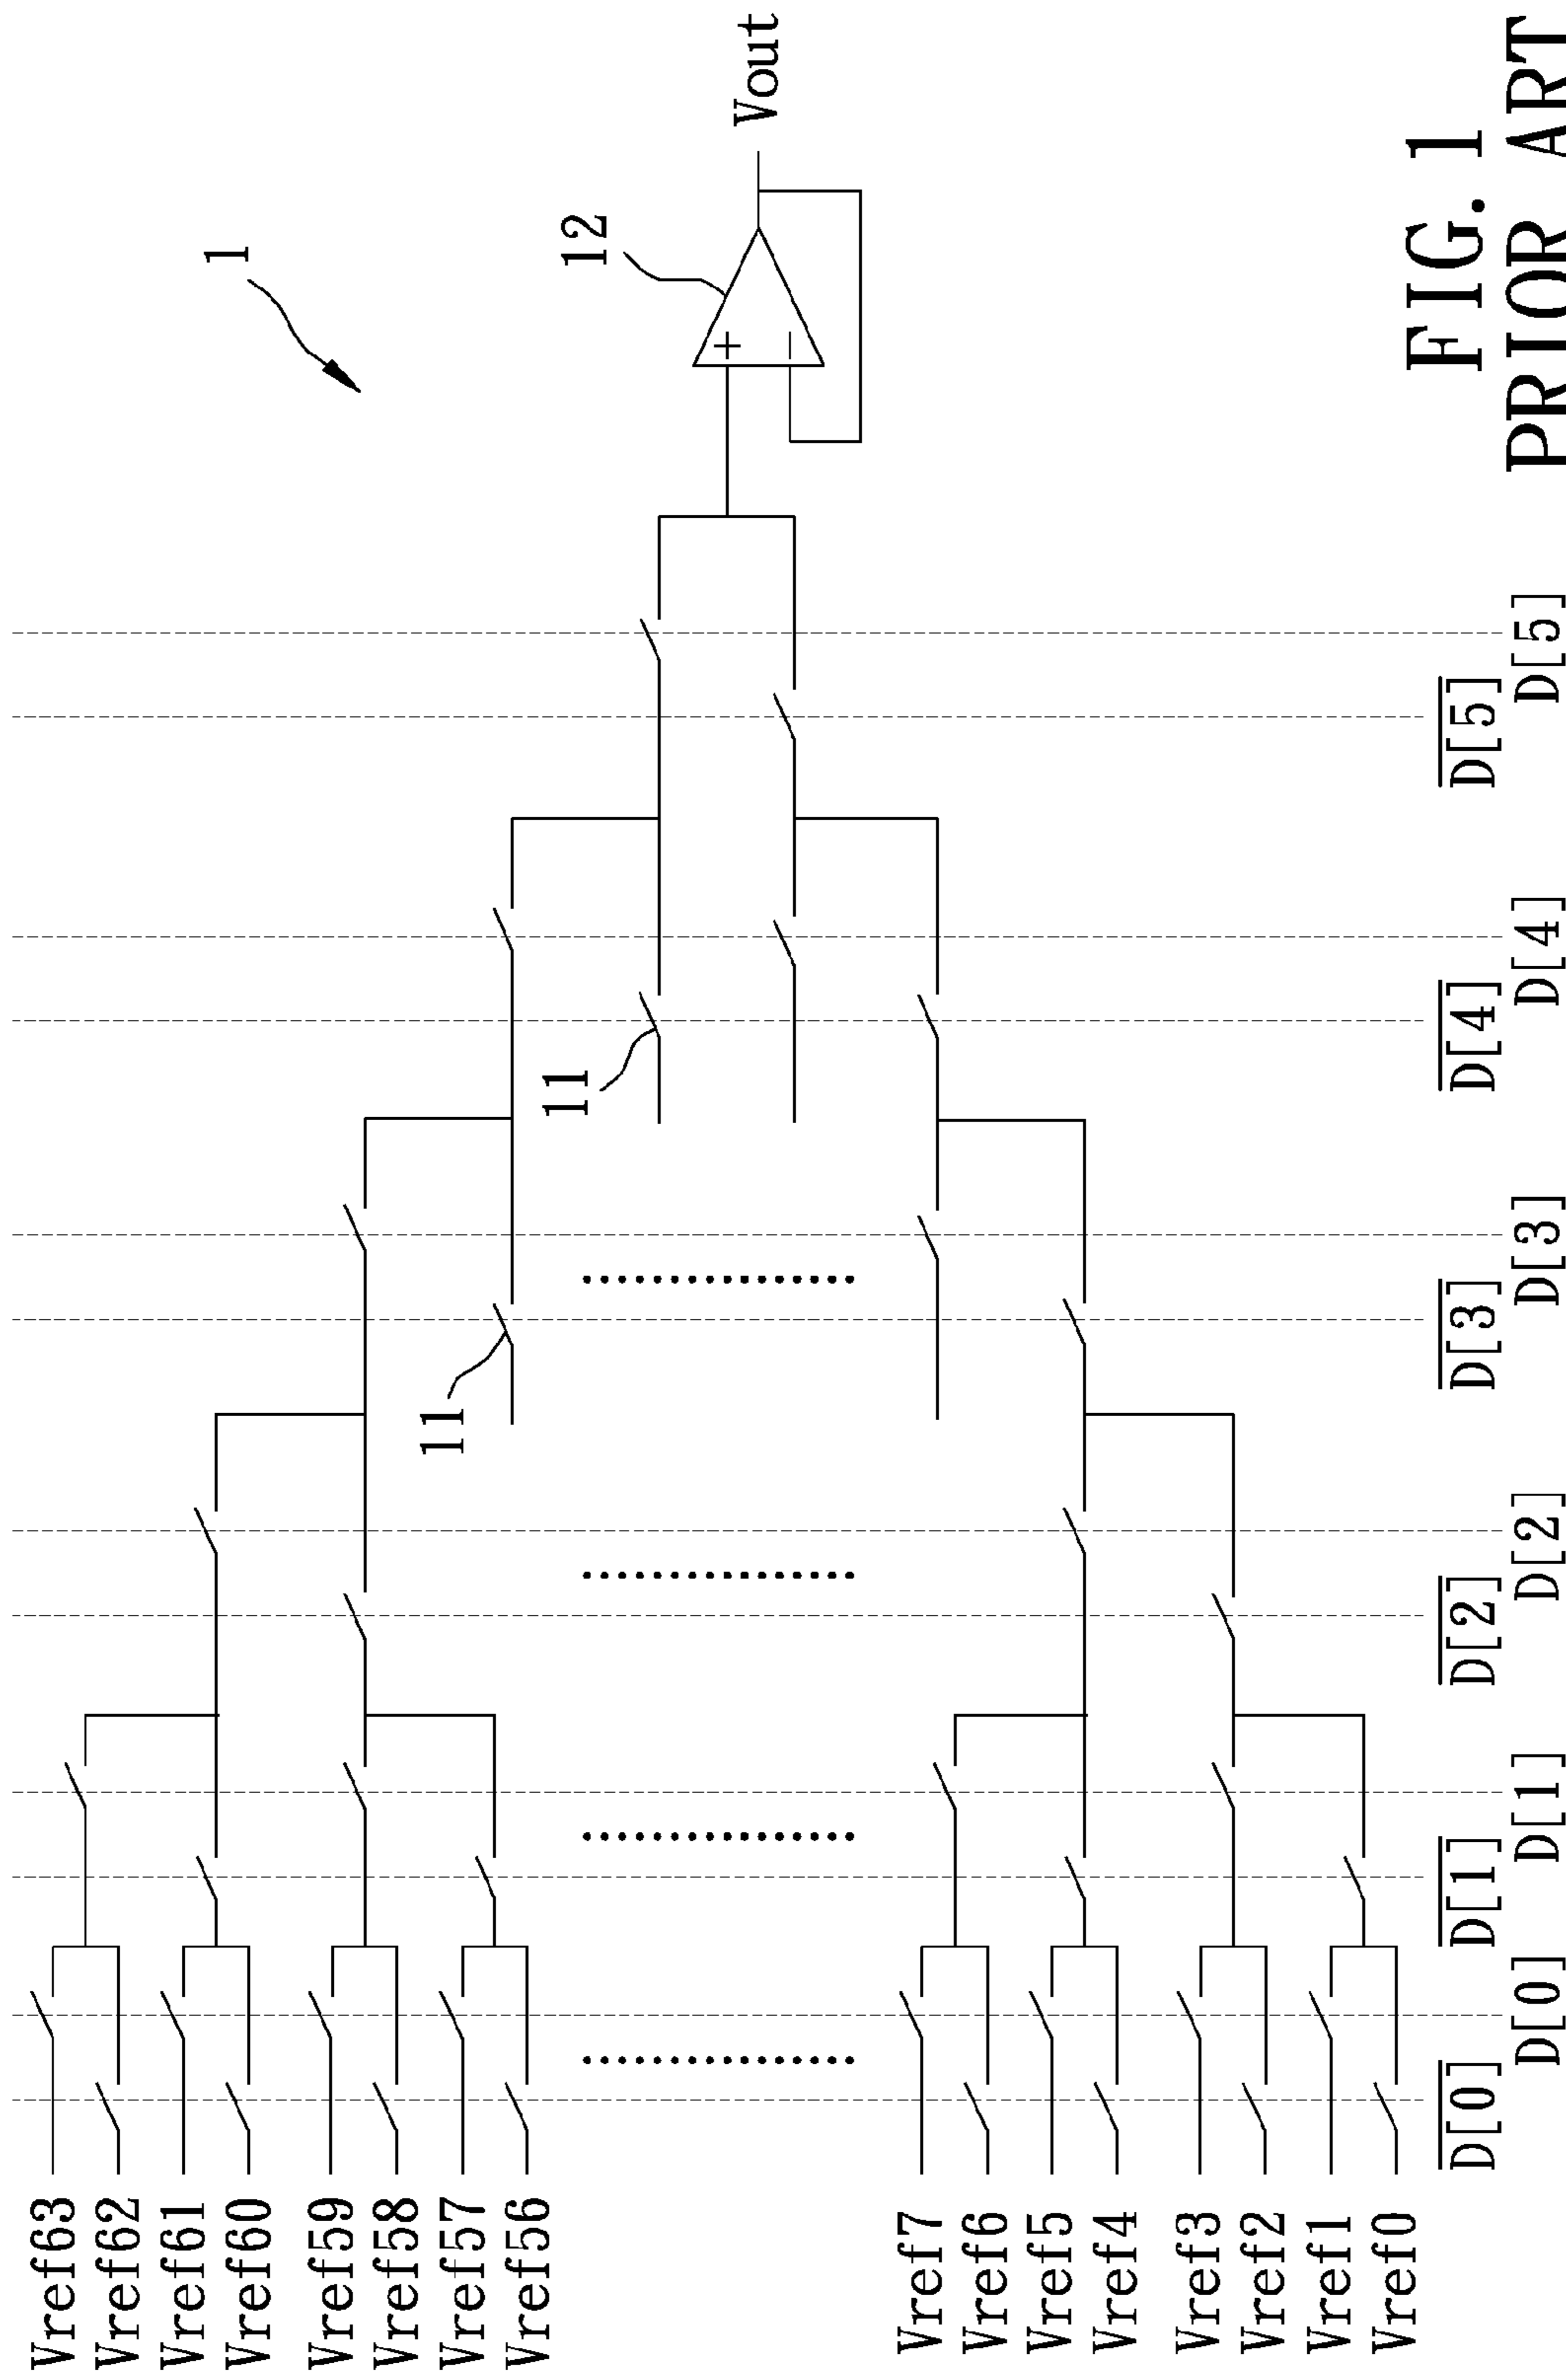 1
12
Vout
11
11
Vref63
Vref62
Vref61
Vref60
Vref59
Vref58
Vref57
Vref56
Vref7
Vref6
Vref5
Vref4
Vref3
Vref2
Vref1
Vref0
+
−
D[0]
D[0]
D[1]
D[1]
D[2]
D[2]
D[3]
D[3]
D[4]
D[4]
D[5]
D[5]
FIG. 1
PRIOR ART